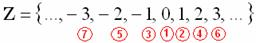 Z = {..., − 3, − 2, −1, 0, 1, 2, 3, ... }
7 5 3 1 2 4 6